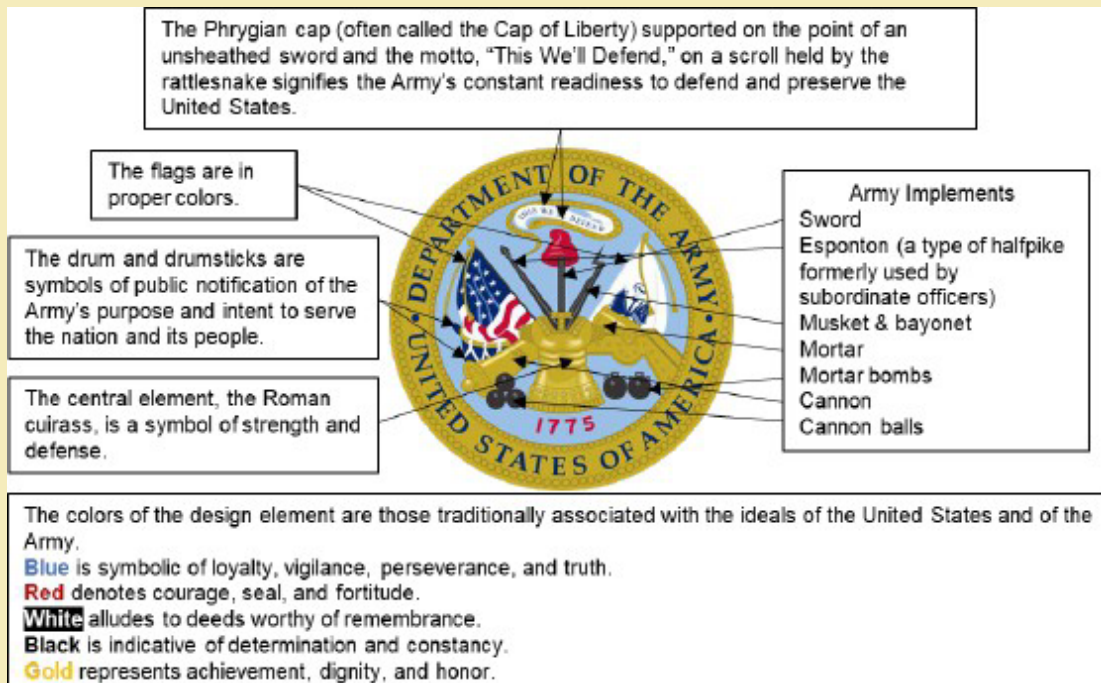 The Phrygian cap (often called the Cap of Liberty) supported on the point of an
unsheathed sword and the motto, “This We’ll Defend,” on a scroll held by the
rattlesnake signifies the Army’s constant readiness to defend and preserve the
United States.
The flags are in
proper colors.
The drum and drumsticks are
symbols of public notification of the
Army’s purpose and intent to serve
the nation and its people.
The central element, the Roman
cuirass, is a symbol of strength and
defense.
DEPARTMENT OF THE ARMY
THIS WE'LL DEFEND
1775
UNITED STATES OF AMERICA
Army Implements
Sword
Esponton (a type of halfpike
formerly used by
subordinate officers)
Musket & bayonet
Mortar
Mortar bombs
Cannon
Cannon balls
The colors of the design element are those traditionally associated with the ideals of the United States and of the
Army.
Blue is symbolic of loyalty, vigilance, perseverance, and truth.
Red denotes courage, seal, and fortitude.
White alludes to deeds worthy of remembrance.
Black is indicative of determination and constancy.
Gold represents achievement, dignity, and honor.